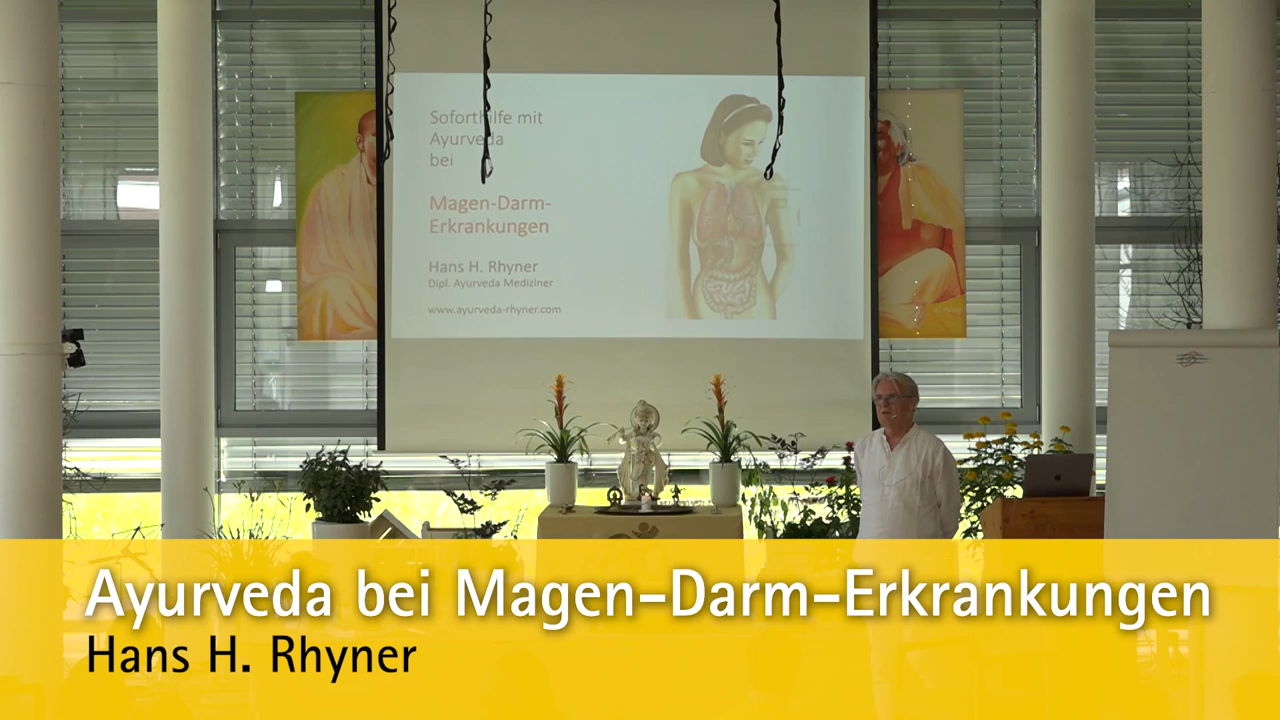 Soforthilfe mit
Ayurveda
bei
Magen-Darm-
Erkrankungen
Hans H. Rhyner
Dipl. Ayurveda Mediziner
www.ayurveda-rhyner.com
Ayurveda bei Magen-Darm-Erkrankungen
Hans H. Rhyner